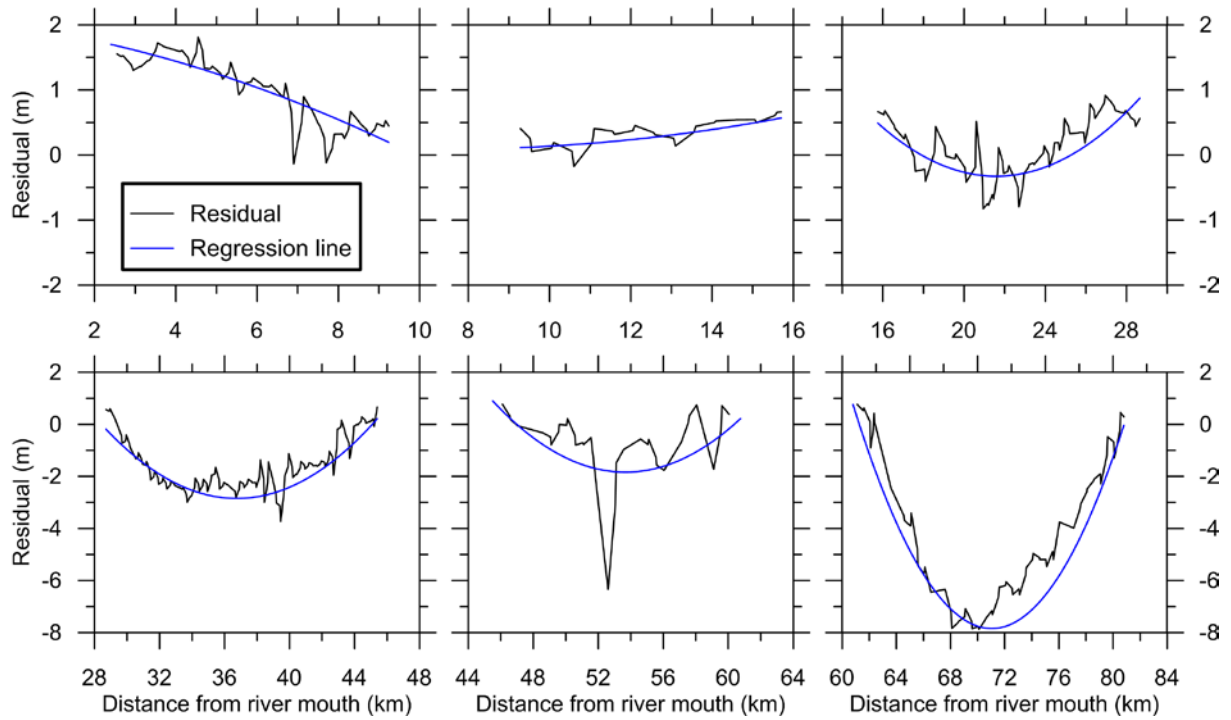 2
1
0
-1
-2
Residual (m)
Residual
Regression line
2 4 6 8 10
8 10 12 14 16
16 20 24 28
2
1
0
-1
-2
2
0
-2
-4
-6
-8
Residual (m)
28 32 36 40 44
44 48 52 56 60 64
60 64 68 72 76 80 84
2
0
-2
-4
-6
-8
Distance from river mouth (km)
Distance from river mouth (km)
Distance from river mouth (km)